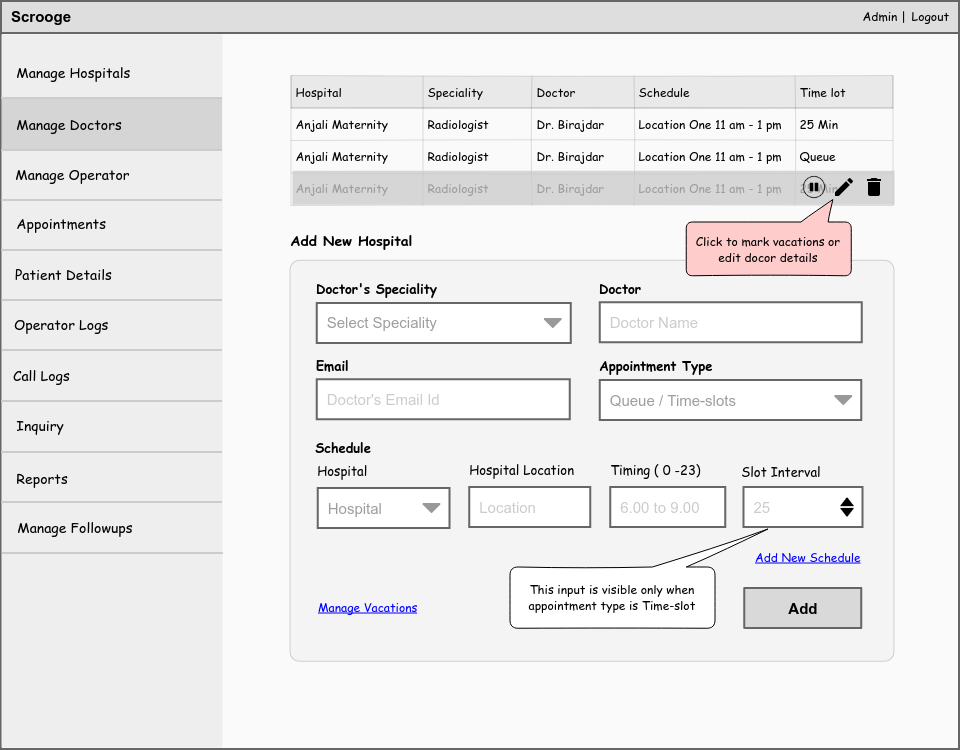 Scrooge
Admin | Logout
Manage Hospitals
Manage Doctors
Manage Operator
Appointments
Patient Details
Operator Logs
Call Logs
Inquiry
Reports
Manage Followups
Hospital Speciality Doctor Schedule Time lot
Anjali Maternity Radiologist Dr. Birajdar Location One 11 am - 1 pm 25 Min
Anjali Maternity Radiologist Dr. Birajdar Location One 11 am - 1 pm Queue
Anjali Maternity Radiologist Dr. Birajdar Location One 11 am - 1 pm 25 Min
Click to mark vacations or
edit docor details
Add New Hospital
Doctor's Speciality Doctor
Select Speciality Doctor Name
Email Appointment Type
Doctor's Email Id Queue / Time-slots
Schedule
Hospital Hospital Location Timing ( 0 -23) Slot Interval
Hospital Location 6.00 to 9.00 25
Add New Schedule
This input is visible only when
appointment type is Time-slot
Manage Vacations
Add